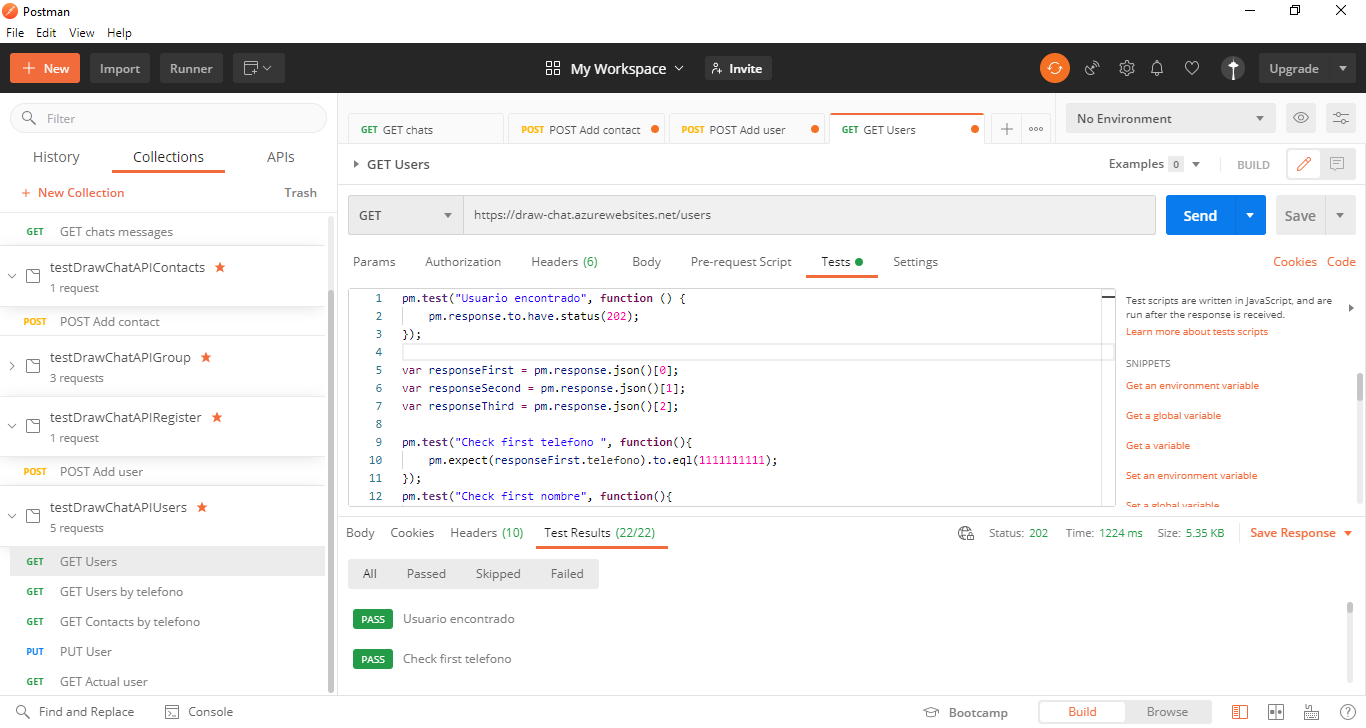 Postman
File Edit View Help
New Import Runner My Workspace Invite Upgrade
Filter
History Collections APIs
+ New Collection Trash
GET GET chats messages
testDrawChatAPIContacts
1 request
POST POST Add contact
testDrawChatAPIGroup
3 requests
testDrawChatAPIRegister
1 request
POST POST Add user
testDrawChatAPIUsers
5 requests
GET GET Users
GET GET Users by telefono
GET GET Contacts by telefono
PUT PUT User
GET GET Actual user
GET GET chats POST POST Add contact POST POST Add user GET GET Users
No Environment
GET Users
Examples 0 BUILD
GET https://draw-chat.azurewebsites.net/users Send Save
Params Authorization Headers (6) Body Pre-request Script Tests Settings Cookies Code
1 pm.test("Usuario encontrado", function () {
2 pm.response.to.have.status(202);
3 });
4
5 var responseFirst = pm.response.json()[0];
6 var responseSecond = pm.response.json()[1];
7 var responseThird = pm.response.json()[2];
8
9 pm.test("Check first telefono ", function(){
10 pm.expect(responseFirst.telefono).to.eql(1111111111);
11 });
12 pm.test("Check first nombre", function(){
Test scripts are written in JavaScript, and are
run after the response is received.
Learn more about tests scripts
SNIPPETS
Get an environment variable
Get a global variable
Get a variable
Set an environment variable
Set a global variable
Body Cookies Headers (10) Test Results (22/22) Status: 202 Time: 1224 ms Size: 5.35 KB Save Response
All Passed Skipped Failed
PASS Usuario encontrado
PASS Check first telefono
Find and Replace Console Bootcamp Build Browse